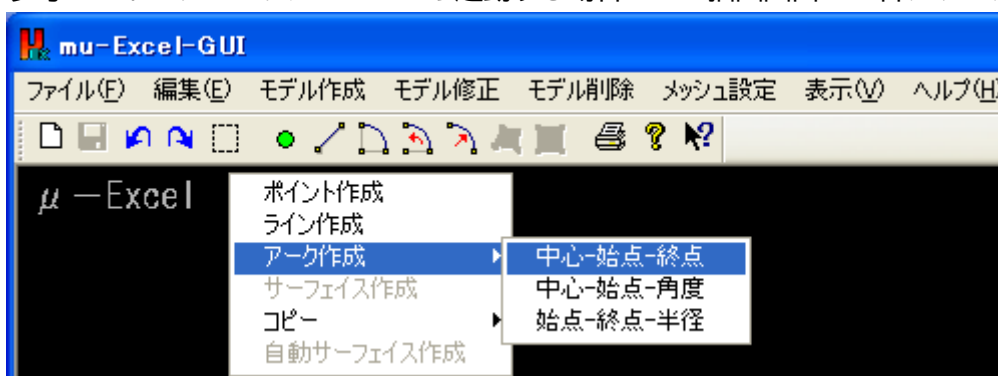 mu-Excel-GUI
ファイル(F) 編集(E) モデル作成 モデル修正 モデル削除 メッシュ設定 表示(V) ヘルプ(H)
μ－Excel
ポイント作成
ライン作成
アーク作成
中心-始点-終点
サーフェイス作成
中心-始点-角度
コピー
始点-終点-半径
自動サーフェイス作成